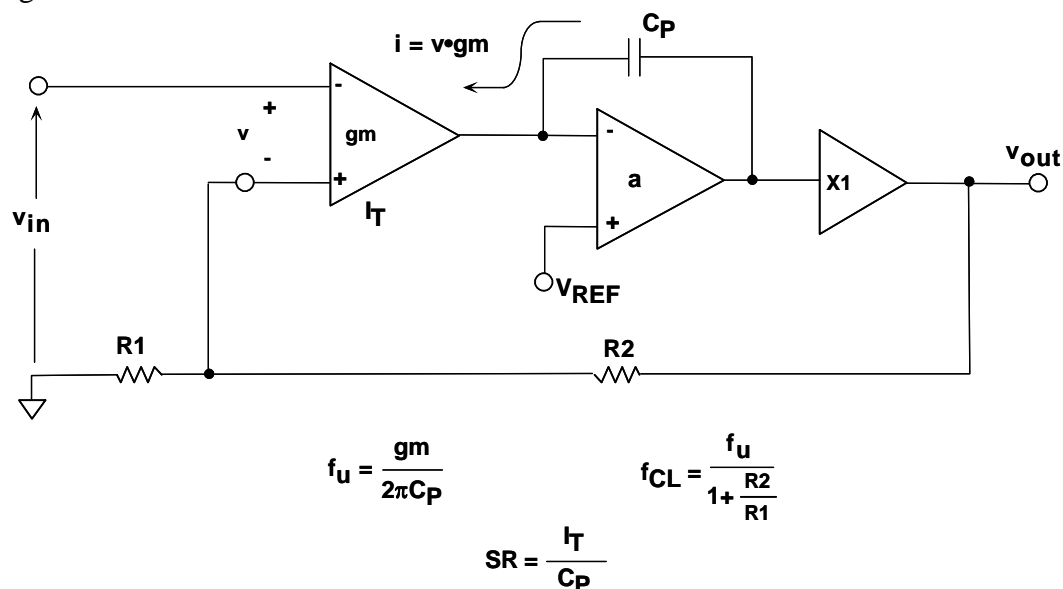 i = v•gm
CP
-
+
v
-
gm
+
IT
vin
-
a
+
VREF
X1
vout
R1
R2
fu = gm / 2πCP
fCL = fu / 1+ R2 / R1
SR = IT / CP